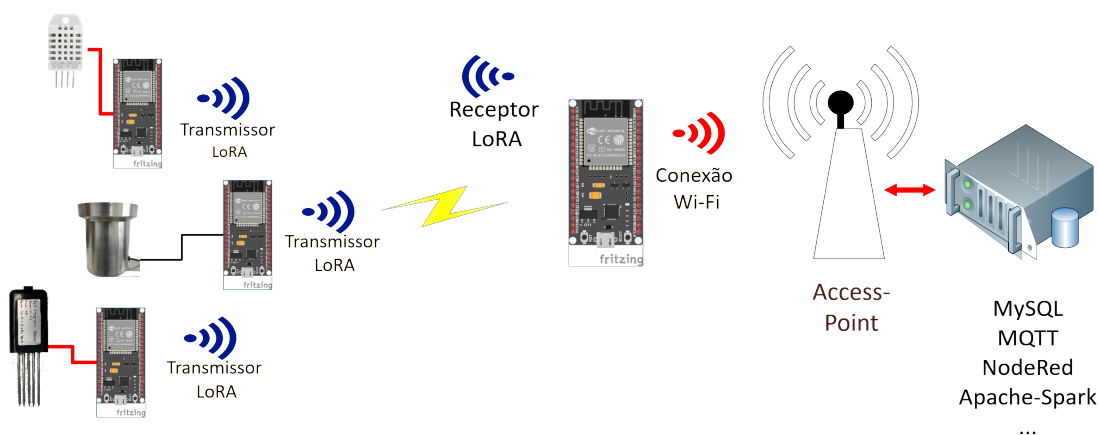 Transmissor
LoRA
fritzing
Transmissor
LoRA
fritzing
Transmissor
LoRA
fritzing
Receptor
LoRA
fritzing
Conexão
Wi-Fi
Access-
Point
MySQL
MQTT
NodeRed
Apache-Spark
...